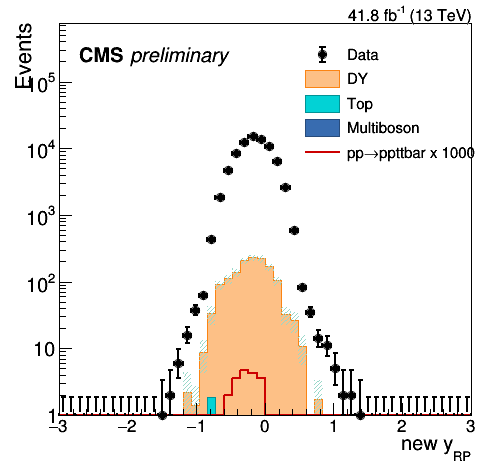 41.8 fb⁻¹ (13 TeV)
Events
CMS preliminary
Data
DY
Top
Multiboson
pp→ppttbar x 1000
10⁵
10⁴
10³
10²
10
1
−3 −2 −1 0 1 2 3
new y_RP